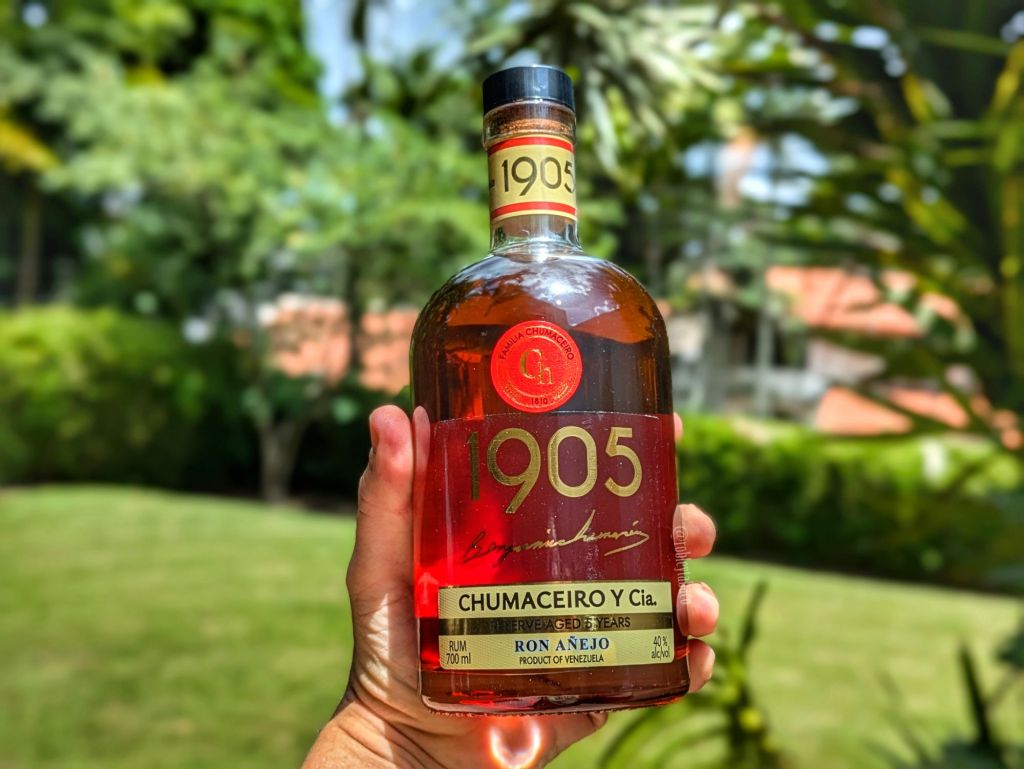 - 1905
FAMILIA CHUMACEIRO
Ch
1810
1905
CHUMACEIRO Y Cia.
RESERVE AGED 5 YEARS
RUM
700 ml
RON AÑEJO
PRODUCT OF VENEZUELA
40%
alc/vol